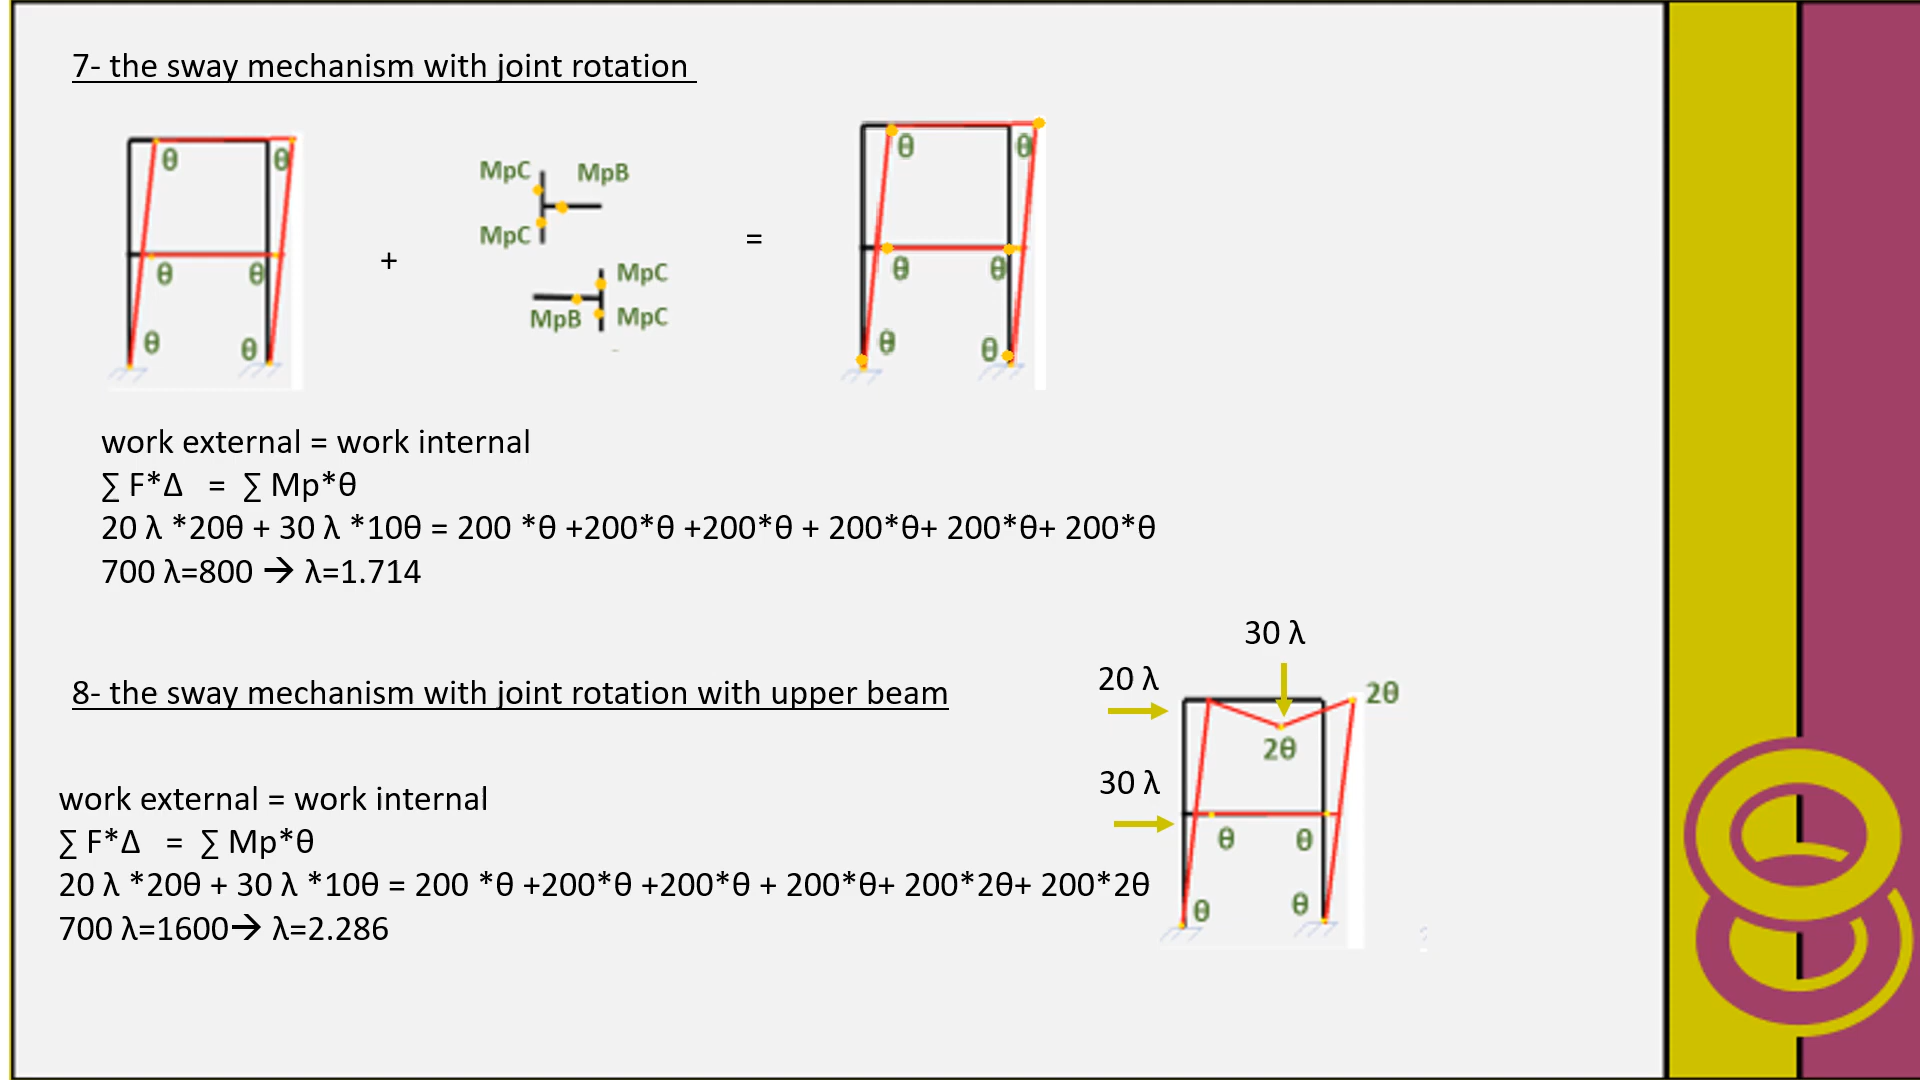 7- the sway mechanism with joint rotation
θ θ
θ θ
θ θ
+
MpC MpB
MpC
MpC
MpB MpC
=
θ θ
θ θ
θ θ
work external = work internal
∑ F*Δ = ∑ Mp*θ
20 λ *20θ + 30 λ *10θ = 200 *θ +200*θ +200*θ + 200*θ+ 200*θ+ 200*θ
700 λ=800 → λ=1.714
8- the sway mechanism with joint rotation with upper beam
30 λ
20 λ
2θ
2θ
30 λ
θ θ
θ θ
work external = work internal
∑ F*Δ = ∑ Mp*θ
20 λ *20θ + 30 λ *10θ = 200 *θ +200*θ +200*θ + 200*θ+ 200*2θ+ 200*2θ
700 λ=1600→ λ=2.286